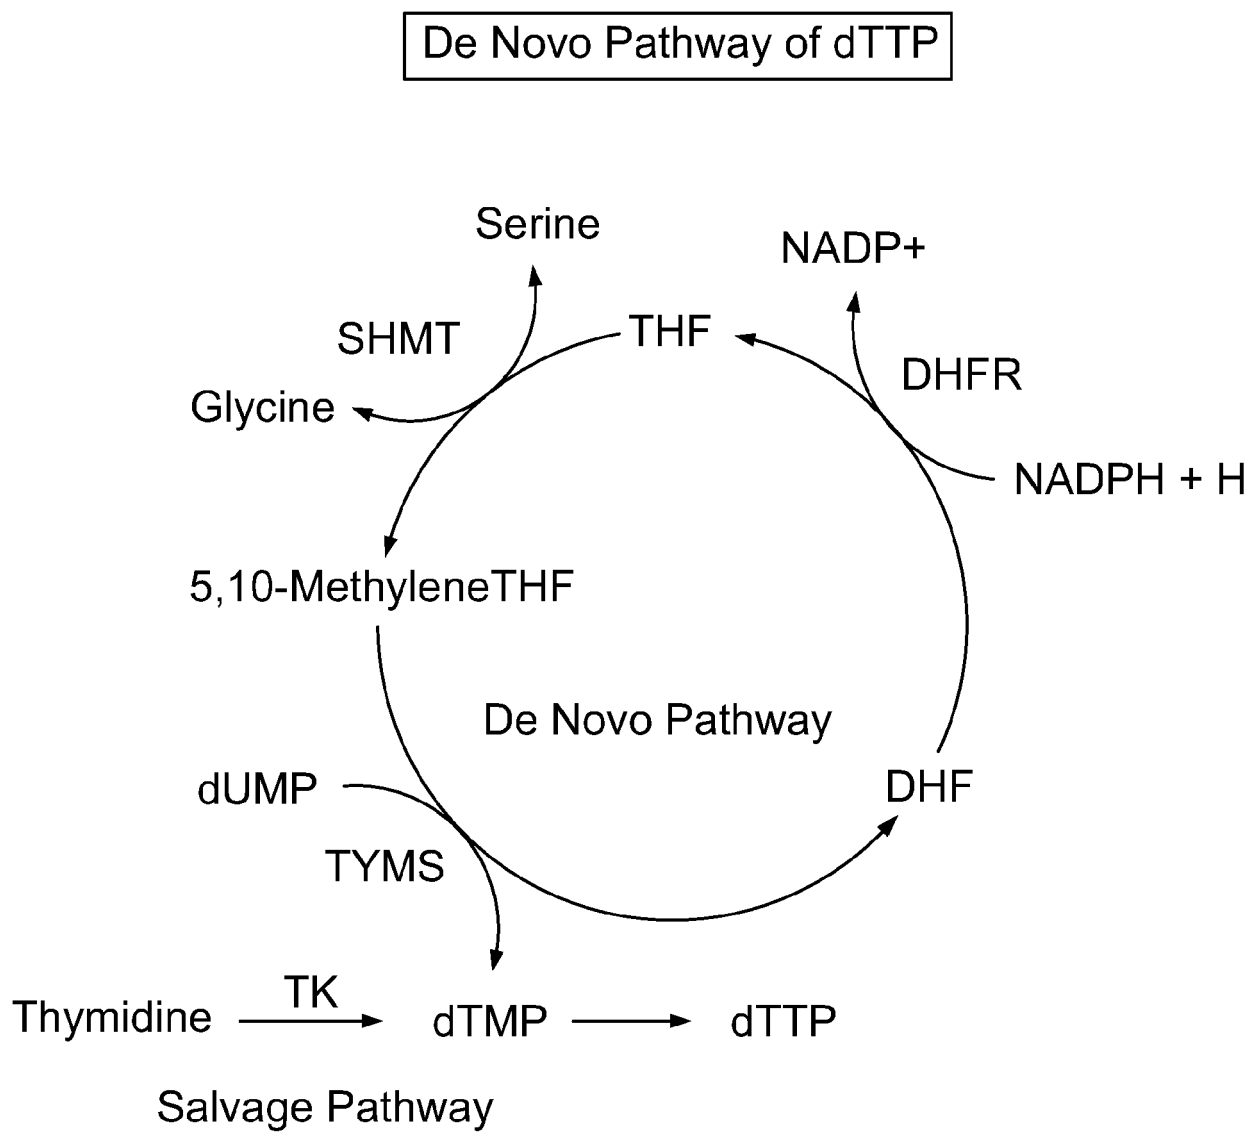 De Novo Pathway of dTTP
Serine
NADP+
THF
SHMT
DHFR
Glycine
NADPH + H
5,10-MethyleneTHF
De Novo Pathway
dUMP
DHF
TYMS
TK
Thymidine
dTMP
dTTP
Salvage Pathway